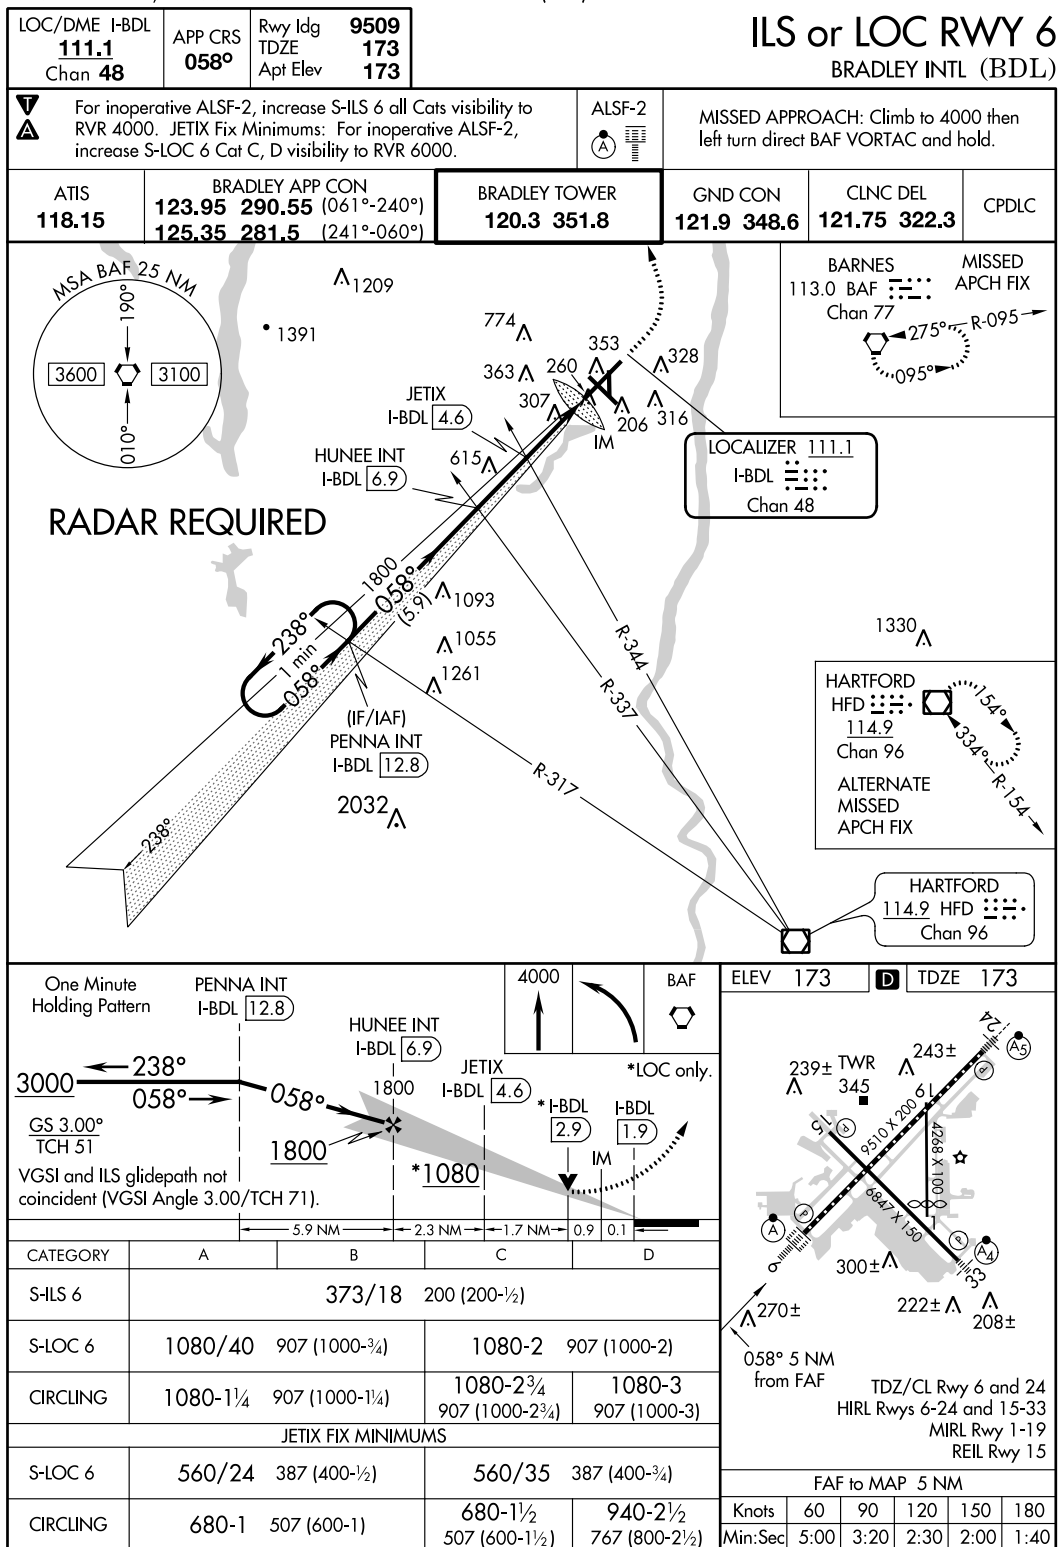 LOC/DME I-BDL
111.1
Chan 48
APP CRS
058°
Rwy Idg 9509
TDZE 173
Apt Elev 173
ILS or LOC RWY 6
BRADLEY INTL (BDL)
T
A
For inoperative ALSF-2, increase S-ILS 6 all Cats visibility to
RVR 4000. JETIX Fix Minimums: For inoperative ALSF-2,
increase S-LOC 6 Cat C, D visibility to RVR 6000.
ALSF-2
A
MISSED APPROACH: Climb to 4000 then
left turn direct BAF VORTAC and hold.
ATIS
118.15
BRADLEY APP CON
123.95 290.55 (061°-240°)
125.35 281.5 (241°-060°)
BRADLEY TOWER
120.3 351.8
GND CON
121.9 348.6
CLNC DEL
121.75 322.3
CPDLC
MSA BAF 25 NM
190°
3600
3100
010°
1209
1391
774
353
328
363
260
307
206
316
IM
JETIX
I-BDL 4.6
HUNEE INT
I-BDL 6.9
615
RADAR REQUIRED
BARNES
113.0 BAF
Chan 77
MISSED
APCH FIX
275°
R-095
095°
LOCALIZER 111.1
I-BDL
Chan 48
1800
058°
(5.9)
1093
1055
1261
238°
1 min
058°
(IF/IAF)
PENNA INT
I-BDL 12.8
2032
238°
R-344
R-337
R-317
1330
HARTFORD
HFD
114.9
Chan 96
154°
334°
R-154
ALTERNATE
MISSED
APCH FIX
HARTFORD
114.9 HFD
Chan 96
One Minute
Holding Pattern
PENNA INT
I-BDL 12.8
HUNEE INT
I-BDL 6.9
JETIX
I-BDL 4.6
4000
BAF
*LOC only.
238°
3000
058°
058°
1800
1800
*1080
* I-BDL
2.9
I-BDL
1.9
IM
GS 3.00°
TCH 51
VGSI and ILS glidepath not
coincident (VGSI Angle 3.00/TCH 71).
5.9 NM
2.3 NM
1.7 NM
0.9
0.1
ELEV 173
D
TDZE 173
24
A5
P
243±
239±
TWR
345
19
15
P
9510 X 200
4268 X 100
6847 X 150
1
P
A
6
P
A4
33
300±
270±
222±
208±
058° 5 NM
from FAF
TDZ/CL Rwy 6 and 24
HIRL Rwys 6-24 and 15-33
MIRL Rwy 1-19
REIL Rwy 15
CATEGORY A B C D
S-ILS 6 373/18 200 (200-½)
S-LOC 6 1080/40 907 (1000-¾) 1080-2 907 (1000-2)
CIRCLING 1080-1¼ 907 (1000-1¼) 1080-2¾ 907 (1000-2¾) 1080-3 907 (1000-3)
JETIX FIX MINIMUMS
S-LOC 6 560/24 387 (400-½) 560/35 387 (400-¾)
CIRCLING 680-1 507 (600-1) 680-1½ 507 (600-1½) 940-2½ 767 (800-2½)
FAF to MAP 5 NM
Knots 60 90 120 150 180
Min:Sec 5:00 3:20 2:30 2:00 1:40